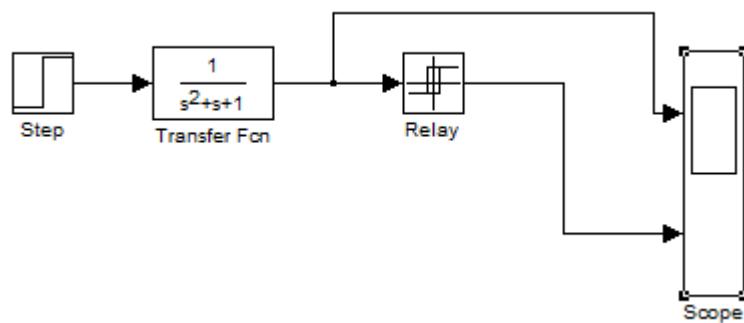 1
s²+s+1
Step
Transfer Fcn
Relay
Scope